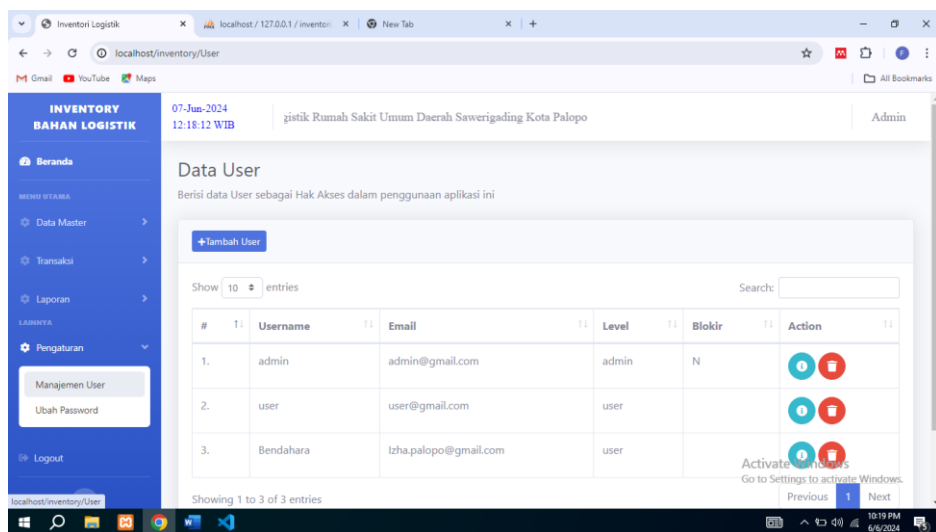 Inventori Logistik
localhost / 127.0.0.1 / inventori
New Tab
localhost/inventory/User
Gmail
YouTube
Maps
All Bookmarks
INVENTORY
BAHAN LOGISTIK
07-Jun-2024
12:18:12 WIB
gistik Rumah Sakit Umum Daerah Sawerigading Kota Palopo
Admin
Beranda
MENU UTAMA
Data Master
Transaksi
Laporan
LAINNYA
Pengaturan
Manajemen User
Ubah Password
Logout
Data User
Berisi data User sebagai Hak Akses dalam penggunaan aplikasi ini
+Tambah User
Show 10 entries
Search:
# Username Email Level Blokir Action
1. admin admin@gmail.com admin N
2. user user@gmail.com user
3. Bendahara Izha.palopo@gmail.com user
Showing 1 to 3 of 3 entries
Previous 1 Next
Activate Windows
Go to Settings to activate Windows.
localhost/inventory/User
10:19 PM
6/6/2024